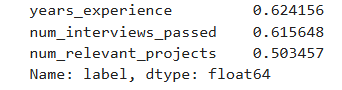 years_experience 0.624156
num_interviews_passed 0.615648
num_relevant_projects 0.503457
Name: label, dtype: float64